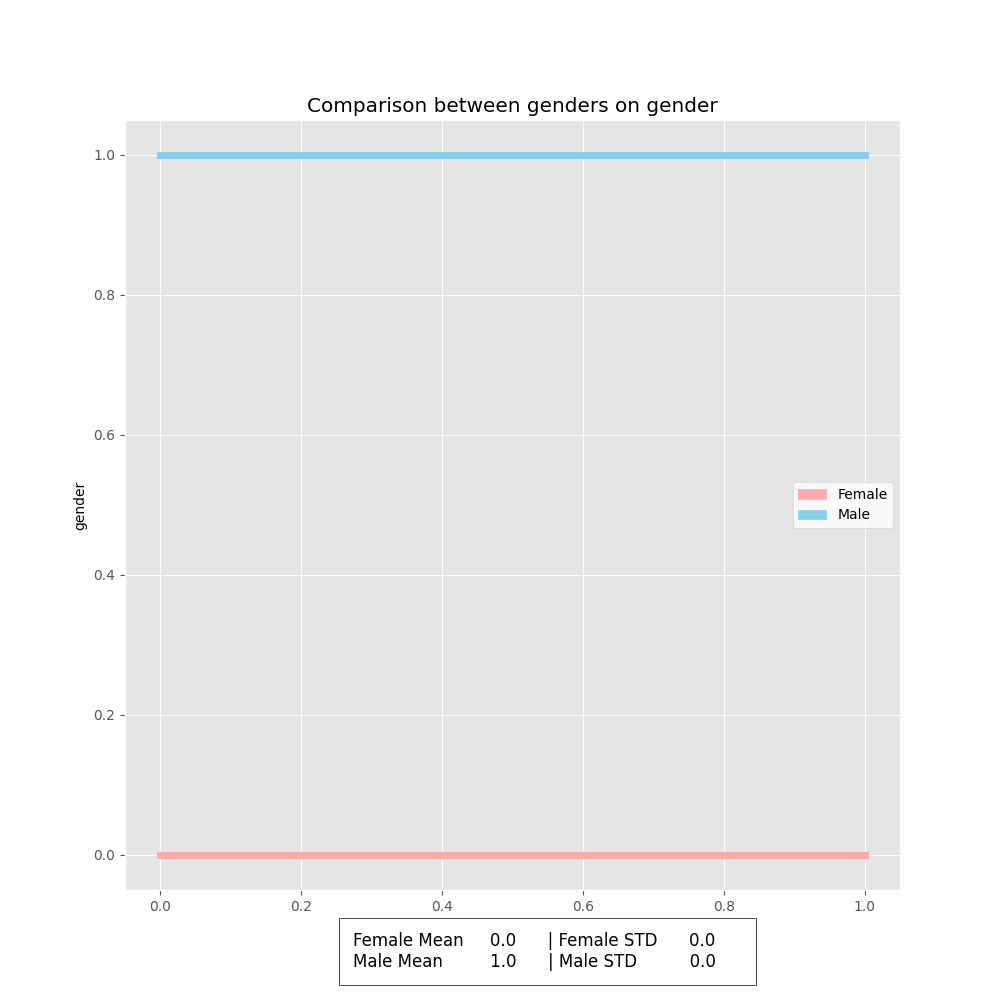 Comparison between genders on gender
1.0
0.8
0.6
0.4
0.2
0.0
gender
Female
Male
0.0 0.2 0.4 0.6 0.8 1.0
Female Mean 0.0 | Female STD 0.0
Male Mean 1.0 | Male STD 0.0